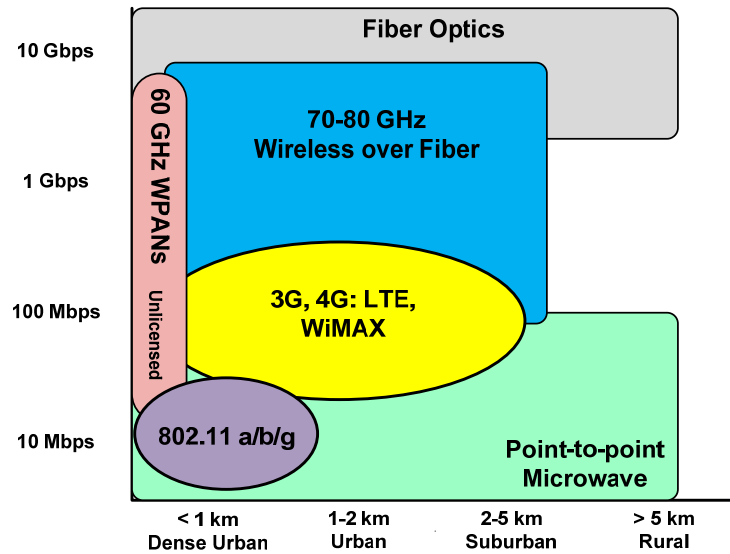 Fiber Optics
10 Gbps
70-80 GHz
Wireless over Fiber
60 GHz WPANs
Unlicensed
1 Gbps
3G, 4G: LTE,
WiMAX
100 Mbps
802.11 a/b/g
10 Mbps
Point-to-point
Microwave
< 1 km
Dense Urban
1-2 km
Urban
2-5 km
Suburban
> 5 km
Rural